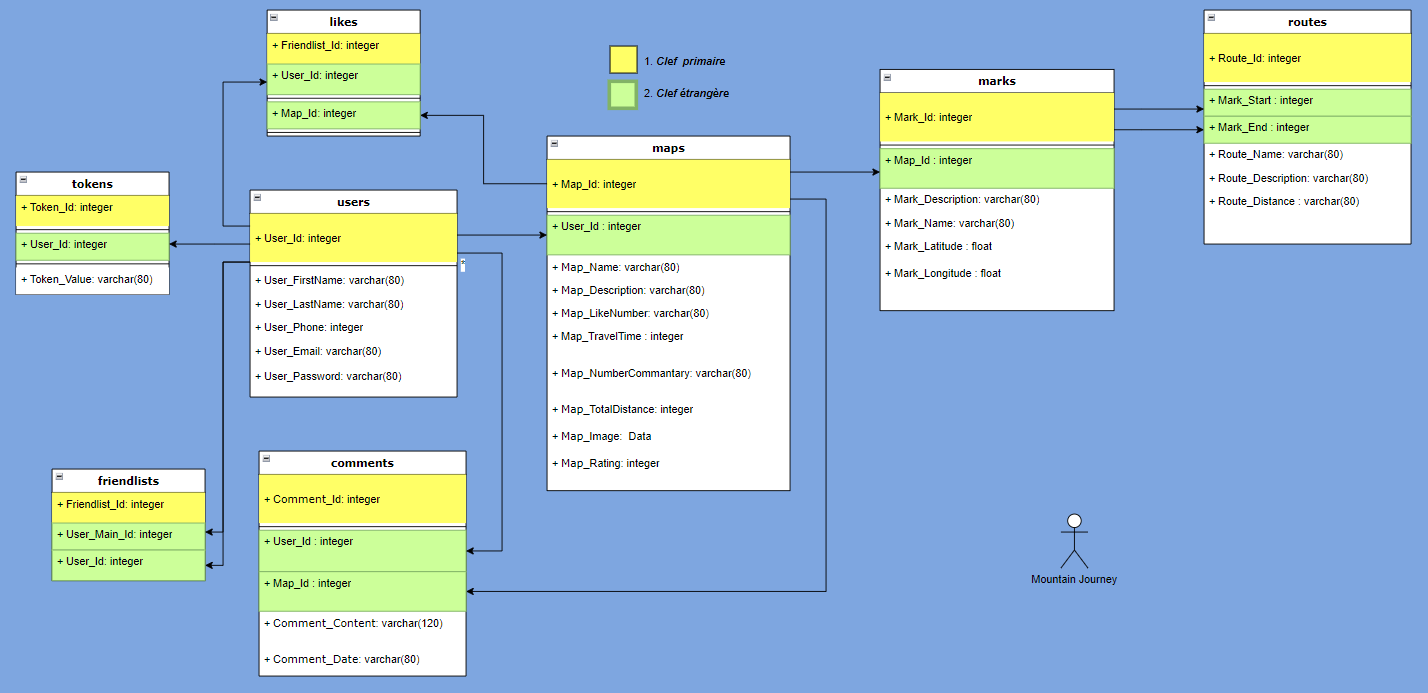 likes
+ Friendlist_Id: integer
+ User_Id: integer
+ Map_Id: integer
1. Clef primaire
2. Clef étrangère
routes
+ Route_Id: integer
+ Mark_Start : integer
+ Mark_End : integer
+ Route_Name: varchar(80)
+ Route_Description: varchar(80)
+ Route_Distance : varchar(80)
marks
+ Mark_Id: integer
+ Map_Id : integer
+ Mark_Description: varchar(80)
+ Mark_Name: varchar(80)
+ Mark_Latitude : float
+ Mark_Longitude : float
maps
+ Map_Id: integer
+ User_Id : integer
+ Map_Name: varchar(80)
+ Map_Description: varchar(80)
+ Map_LikeNumber: varchar(80)
+ Map_TravelTime : integer
+ Map_NumberCommantary: varchar(80)
+ Map_TotalDistance: integer
+ Map_Image: Data
+ Map_Rating: integer
tokens
+ Token_Id: integer
+ User_Id: integer
+ Token_Value: varchar(80)
users
+ User_Id: integer
*
+ User_FirstName: varchar(80)
+ User_LastName: varchar(80)
+ User_Phone: integer
+ User_Email: varchar(80)
+ User_Password: varchar(80)
friendlists
+ Friendlist_Id: integer
+ User_Main_Id: integer
+ User_Id: integer
comments
+ Comment_Id: integer
+ User_Id : integer
+ Map_Id : integer
+ Comment_Content: varchar(120)
+ Comment_Date: varchar(80)
Mountain Journey